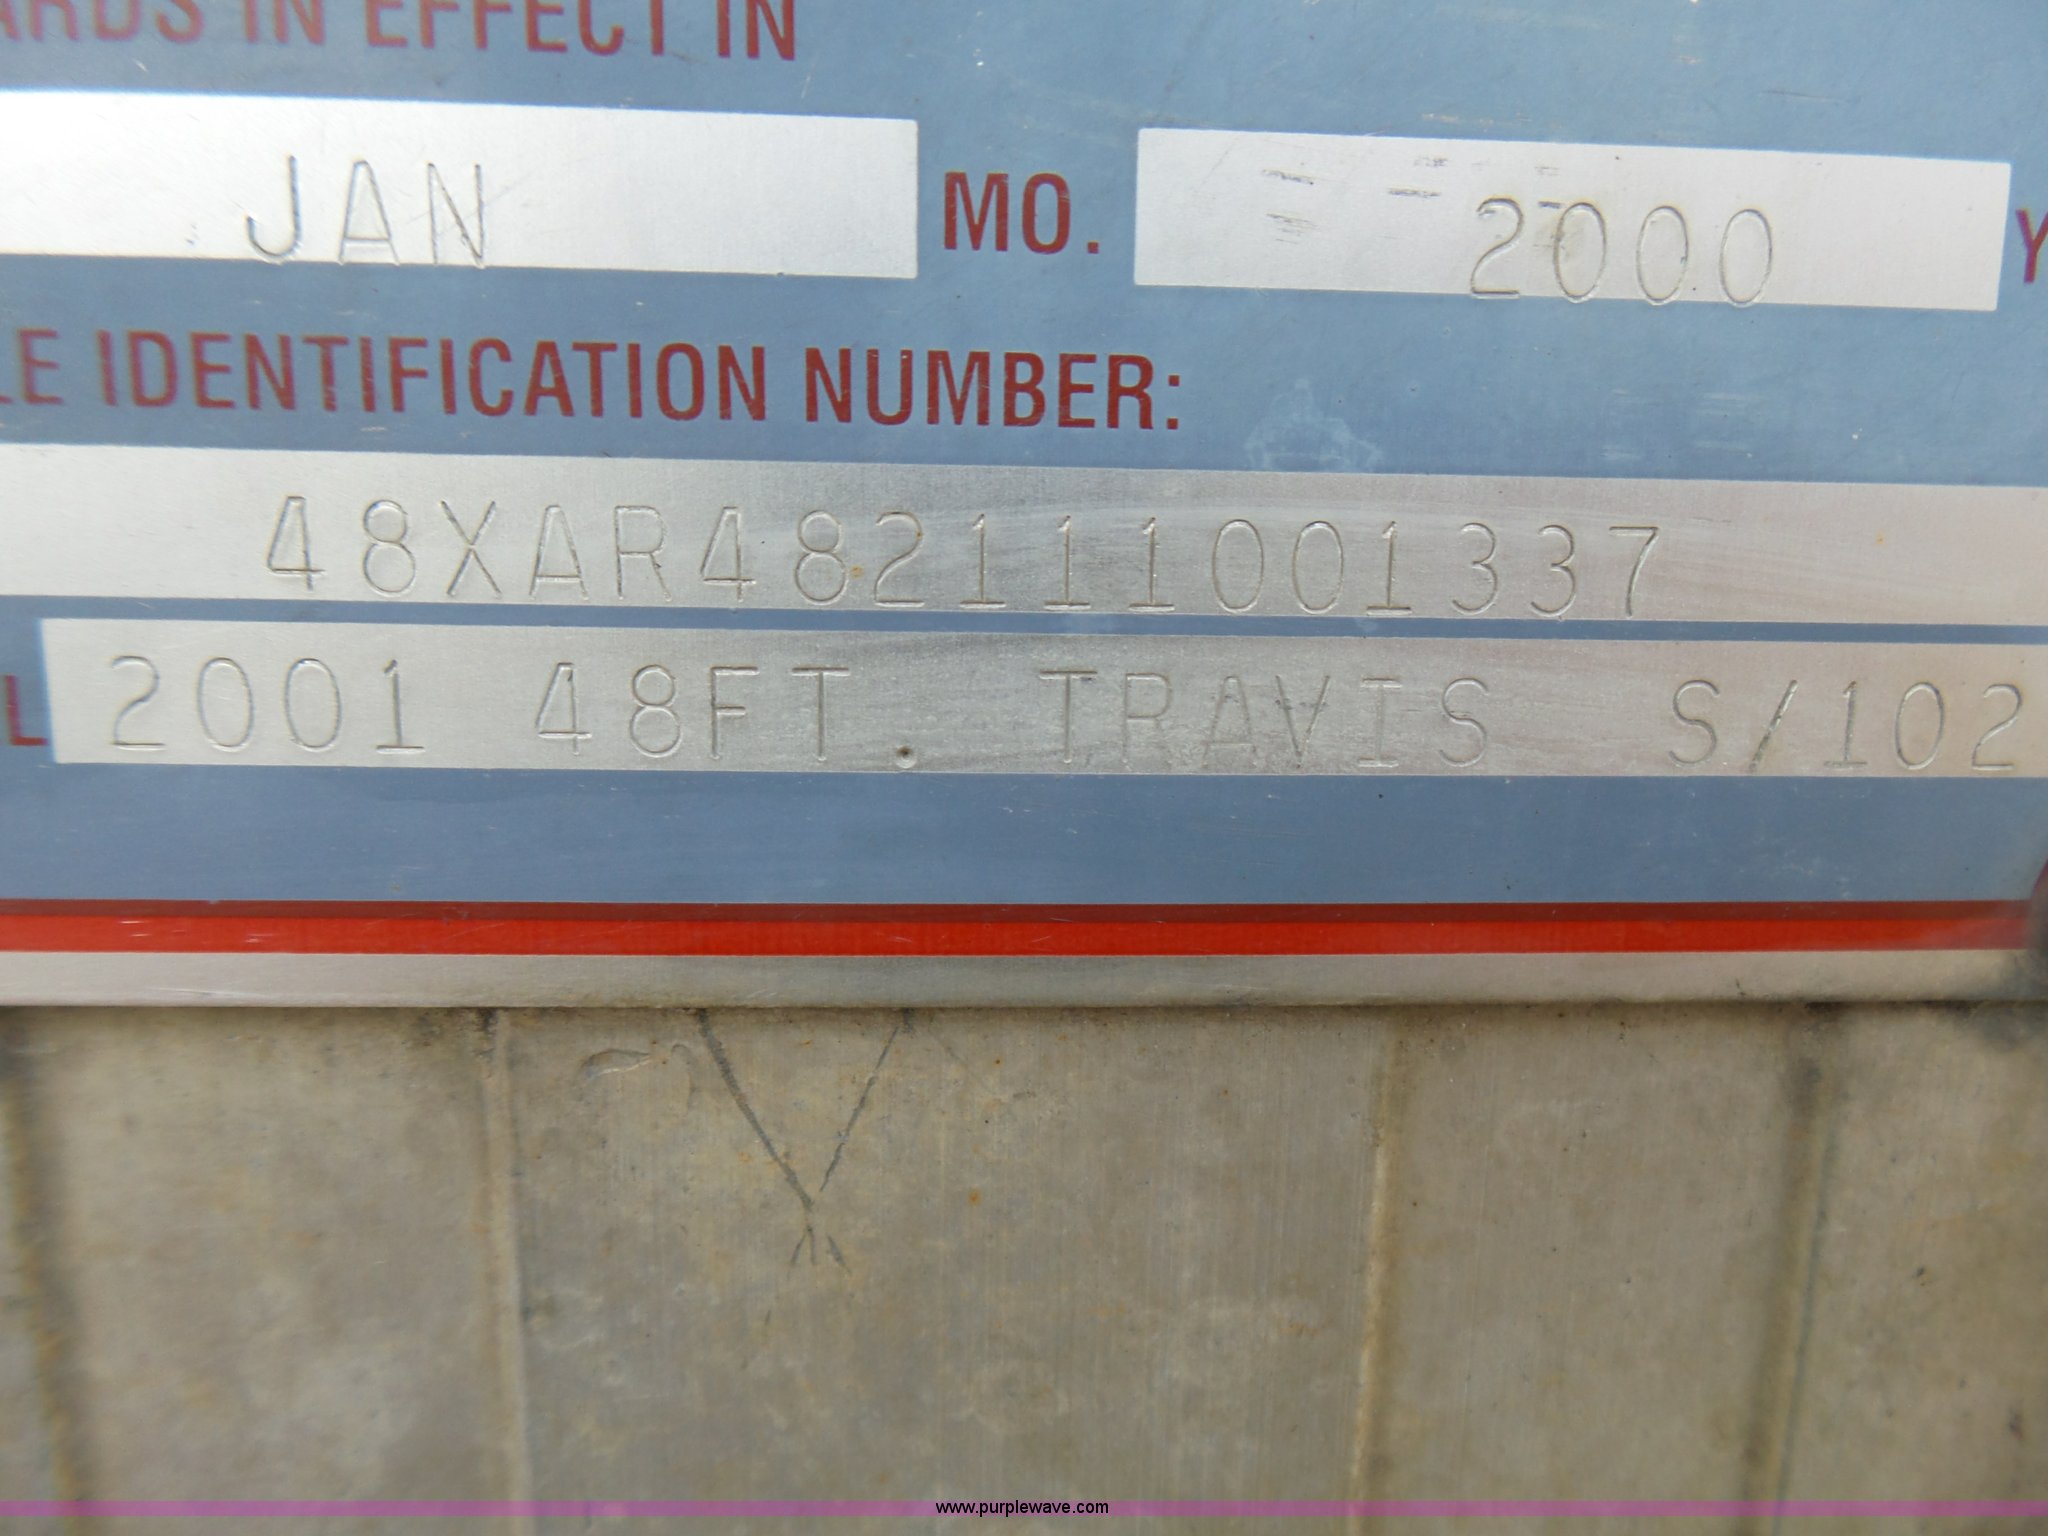 ARDS IN EFFECT IN
JAN MO. 2000 Y
LE IDENTIFICATION NUMBER:
48XAR482111001337
L 2001 48FT. TRAVIS S/102
www.purplewave.com